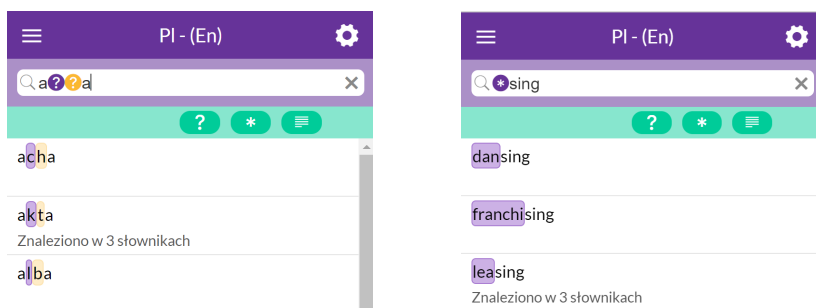 Pl - (En)
a??a
? *
acha
akta
Znaleziono w 3 słownikach
alba
Pl - (En)
*sing
? *
dansing
franchising
leasing
Znaleziono w 3 słownikach